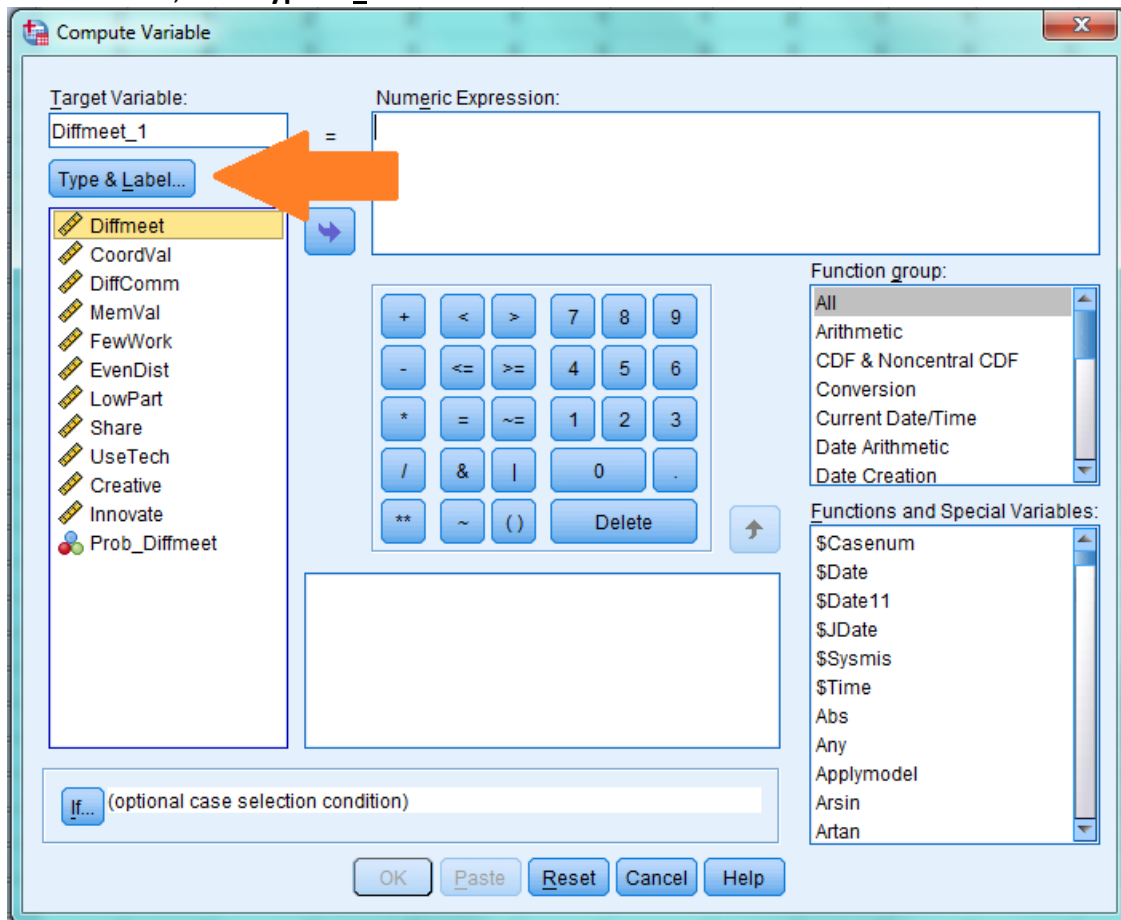 Compute Variable
Target Variable:
Numeric Expression:
Diffmeet_1
=
Type & Label...
Diffmeet
CoordVal
DiffComm
MemVal
FewWork
EvenDist
LowPart
Share
UseTech
Creative
Innovate
Prob_Diffmeet
+ < > 7 8 9
- <= >= 4 5 6
* = ~= 1 2 3
/ & | 0 .
** ~ () Delete
Function group:
All
Arithmetic
CDF & Noncentral CDF
Conversion
Current Date/Time
Date Arithmetic
Date Creation
Functions and Special Variables:
$Casenum
$Date
$Date11
$JDate
$Sysmis
$Time
Abs
Any
Applymodel
Arsin
Artan
If... (optional case selection condition)
OK Paste Reset Cancel Help